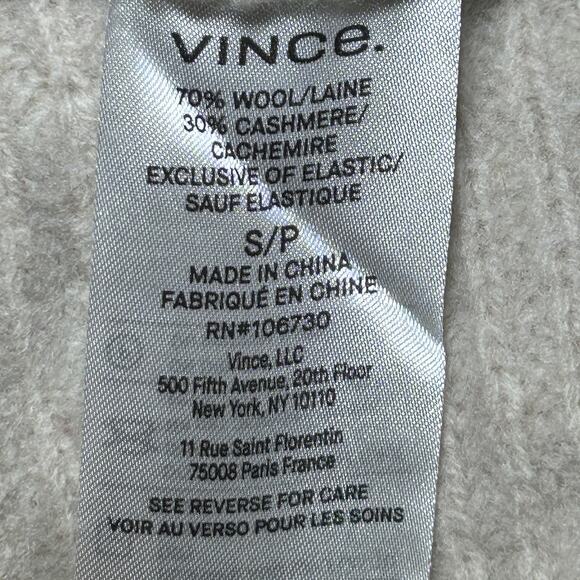 VINCE.
70% WOOL/LAINE
30% CASHMERE/
CACHEMIRE
EXCLUSIVE OF ELASTIC/
SAUF ELASTIQUE
S/P
MADE IN CHINA
FABRIQUÉ EN CHINE
RN#106730
Vince, LLC
500 Fifth Avenue, 20th Floor
New York, NY 10110
11 Rue Saint Florentin
75008 Paris France
SEE REVERSE FOR CARE
VOIR AU VERSO POUR LES SOINS